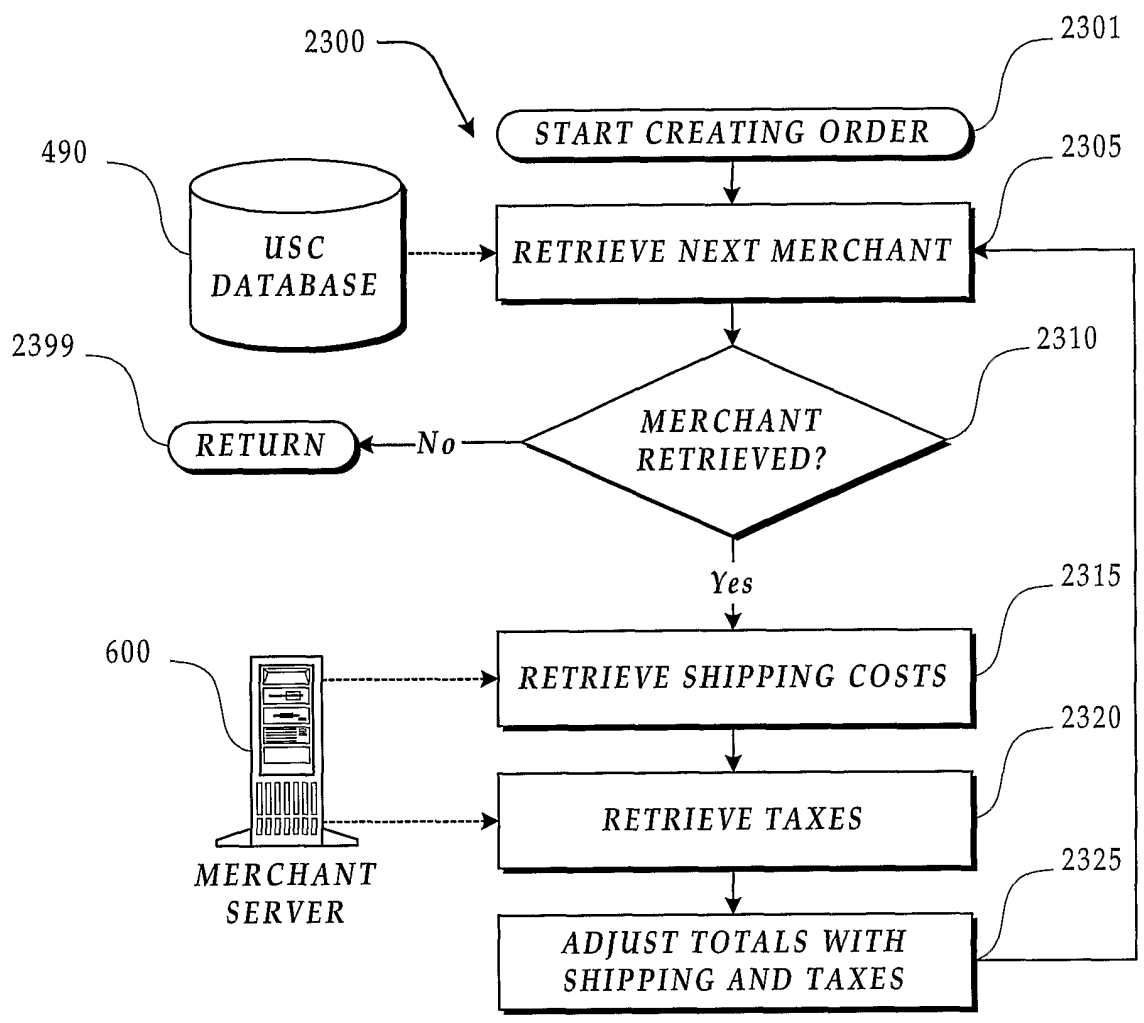 2300
2301
START CREATING ORDER
490
2305
USC
DATABASE
RETRIEVE NEXT MERCHANT
2399
2310
RETURN
No
MERCHANT
RETRIEVED?
Yes
2315
600
RETRIEVE SHIPPING COSTS
2320
RETRIEVE TAXES
MERCHANT
SERVER
2325
ADJUST TOTALS WITH
SHIPPING AND TAXES